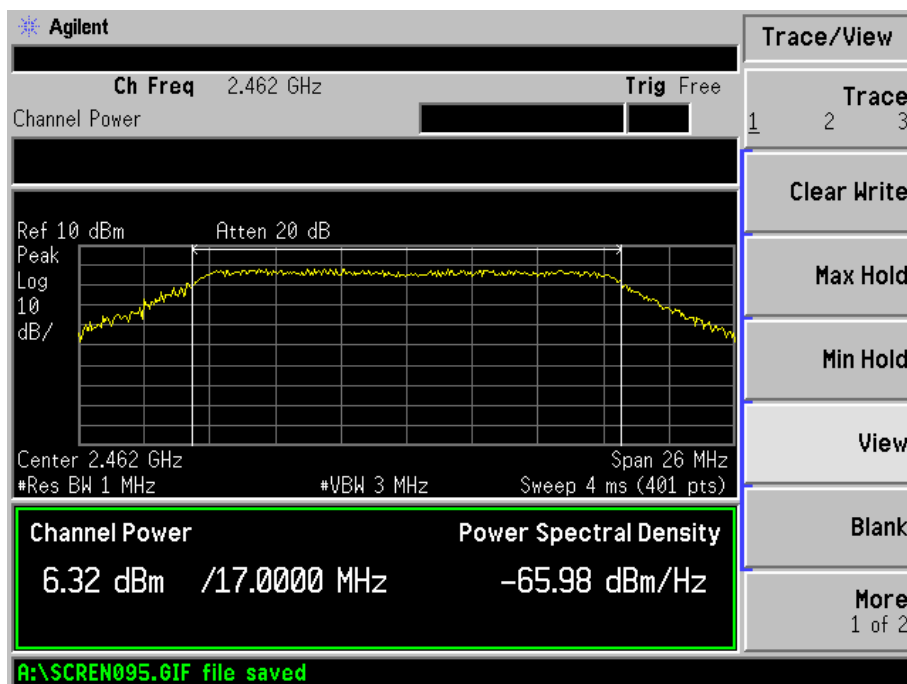 Agilent
Trace/View
Ch Freq 2.462 GHz Trig Free
Channel Power
Trace
1 2 3
Clear Write
Max Hold
Min Hold
View
Blank
More
1 of 2
Ref 10 dBm Atten 20 dB
Peak
Log
10
dB/
Center 2.462 GHz Span 26 MHz
#Res BW 1 MHz #VBW 3 MHz Sweep 4 ms (401 pts)
Channel Power Power Spectral Density
6.32 dBm /17.0000 MHz -65.98 dBm/Hz
A:\SCREN095.GIF file saved